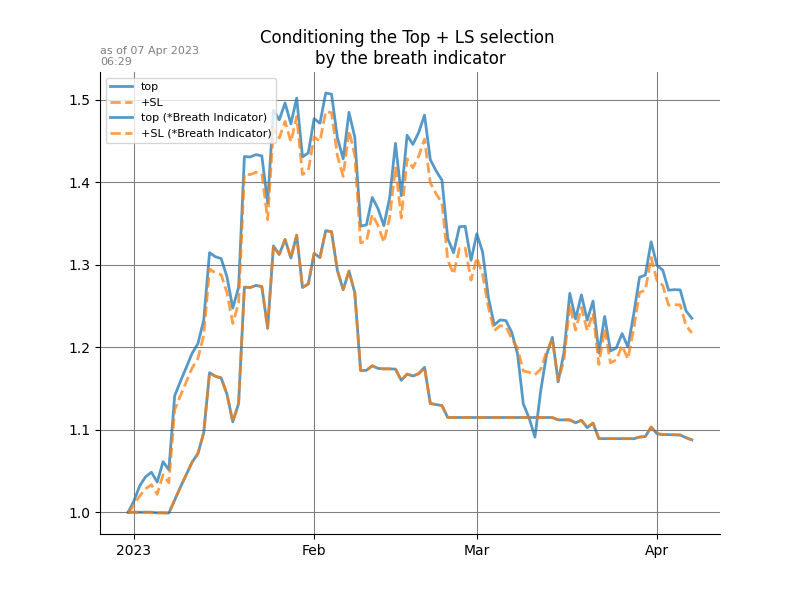 Conditioning the Top + LS selection
by the breath indicator
as of 07 Apr 2023
06:29
top
+SL
top (*Breath Indicator)
+SL (*Breath Indicator)
1.5
1.4
1.3
1.2
1.1
1.0
2023
Feb
Mar
Apr